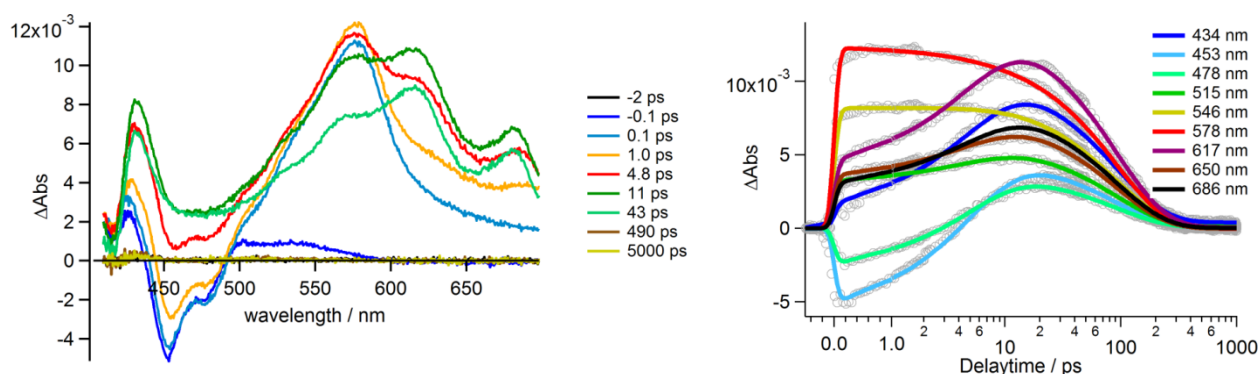 12x10-3
10
8
6
4
2
0
-2
-4
450
500
550
600
650
wavelength / nm
ΔAbs
-2 ps
-0.1 ps
0.1 ps
1.0 ps
4.8 ps
11 ps
43 ps
490 ps
5000 ps
10x10-3
5
0
-5
ΔAbs
0.0
1.0
2
4
6
10
2
4
6
100
2
4
6
1000
Delaytime / ps
434 nm
453 nm
478 nm
515 nm
546 nm
578 nm
617 nm
650 nm
686 nm